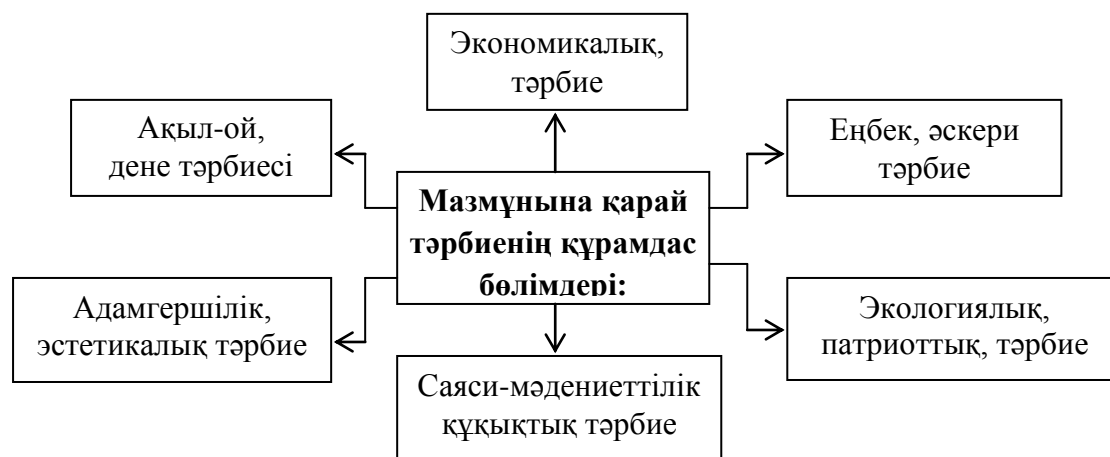 Экономикалық,
тәрбие
Ақыл-ой,
дене тәрбиесі
Еңбек, әскери
тәрбие
Мазмұнына қарай
тәрбиенің құрамдас
бөлімдері:
Адамгершілік,
эстетикалық тәрбие
Экологиялық,
патриоттық, тәрбие
Саяси-мәдениеттілік
құқықтық тәрбие